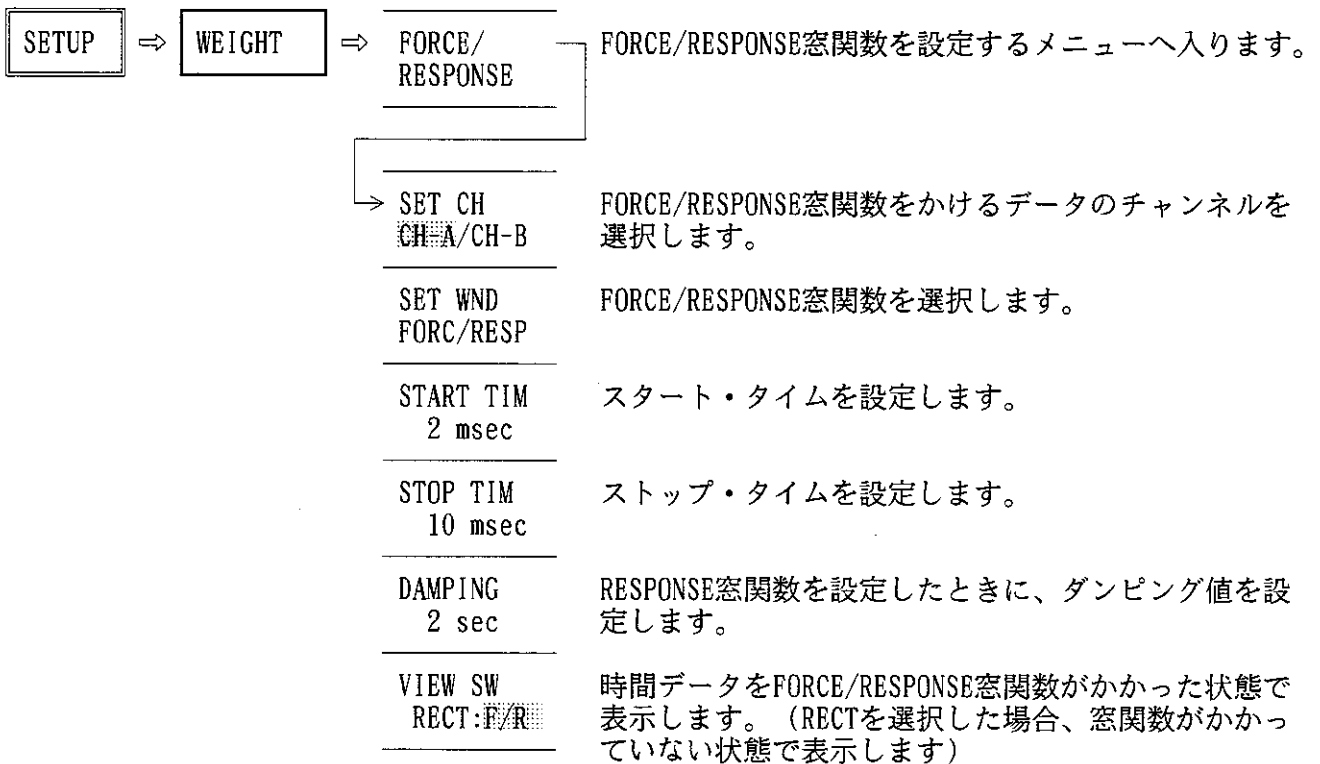 SETUP ⇒ WEIGHT ⇒ FORCE/ FORCE/RESPONSE窓関数を設定するメニューへ入ります。
RESPONSE
SET CH FORCE/RESPONSE窓関数をかけるデータのチャンネルを
CH-A/CH-B 選択します。
SET WND FORCE/RESPONSE窓関数を選択します。
FORC/RESP
START TIM スタート・タイムを設定します。
2 msec
STOP TIM ストップ・タイムを設定します。
10 msec
DAMPING RESPONSE窓関数を設定したときに、ダンピング値を設
2 sec 定します。
VIEW SW 時間データをFORCE/RESPONSE窓関数がかかった状態で
RECT:F/R 表示します。（RECTを選択した場合、窓関数がかかっ
ていない状態で表示します）